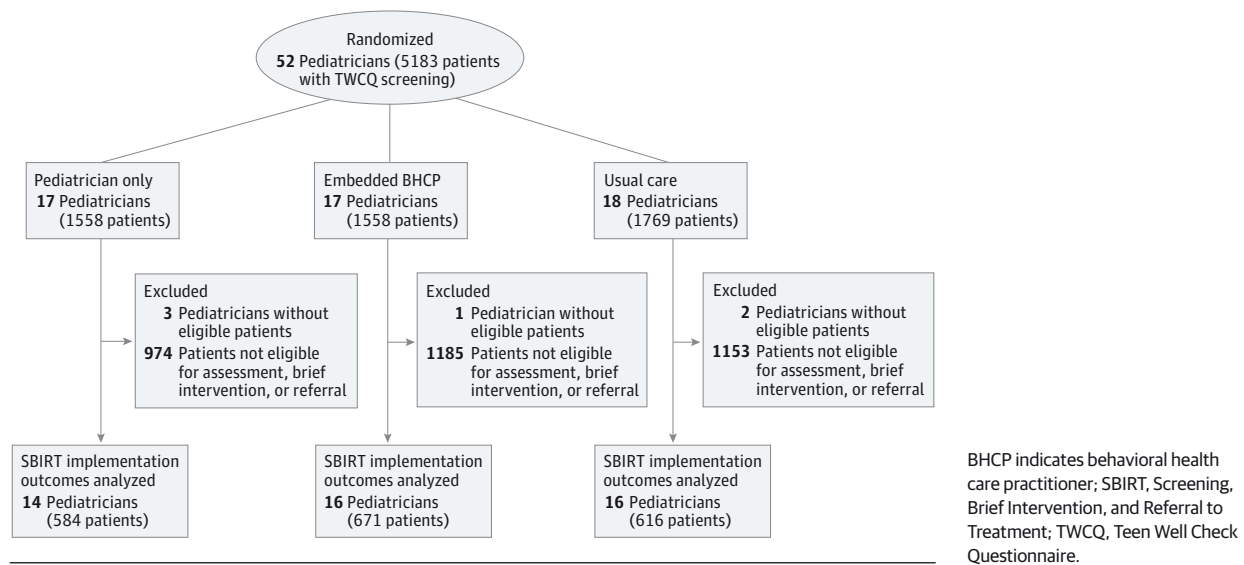 Randomized
52 Pediatricians (5183 patients
with TWCQ screening)
Pediatrician only
17 Pediatricians
(1558 patients)
Embedded BHCP
17 Pediatricians
(1558 patients)
Usual care
18 Pediatricians
(1769 patients)
Excluded
3 Pediatricians without
eligible patients
974 Patients not eligible
for assessment, brief
intervention, or referral
Excluded
1 Pediatrician without
eligible patients
1185 Patients not eligible
for assessment, brief
intervention, or referral
Excluded
2 Pediatricians without
eligible patients
1153 Patients not eligible
for assessment, brief
intervention, or referral
SBIRT implementation
outcomes analyzed
14 Pediatricians
(584 patients)
SBIRT implementation
outcomes analyzed
16 Pediatricians
(671 patients)
SBIRT implementation
outcomes analyzed
16 Pediatricians
(616 patients)
BHCP indicates behavioral health
care practitioner; SBIRT, Screening,
Brief Intervention, and Referral to
Treatment; TWCQ, Teen Well Check
Questionnaire.